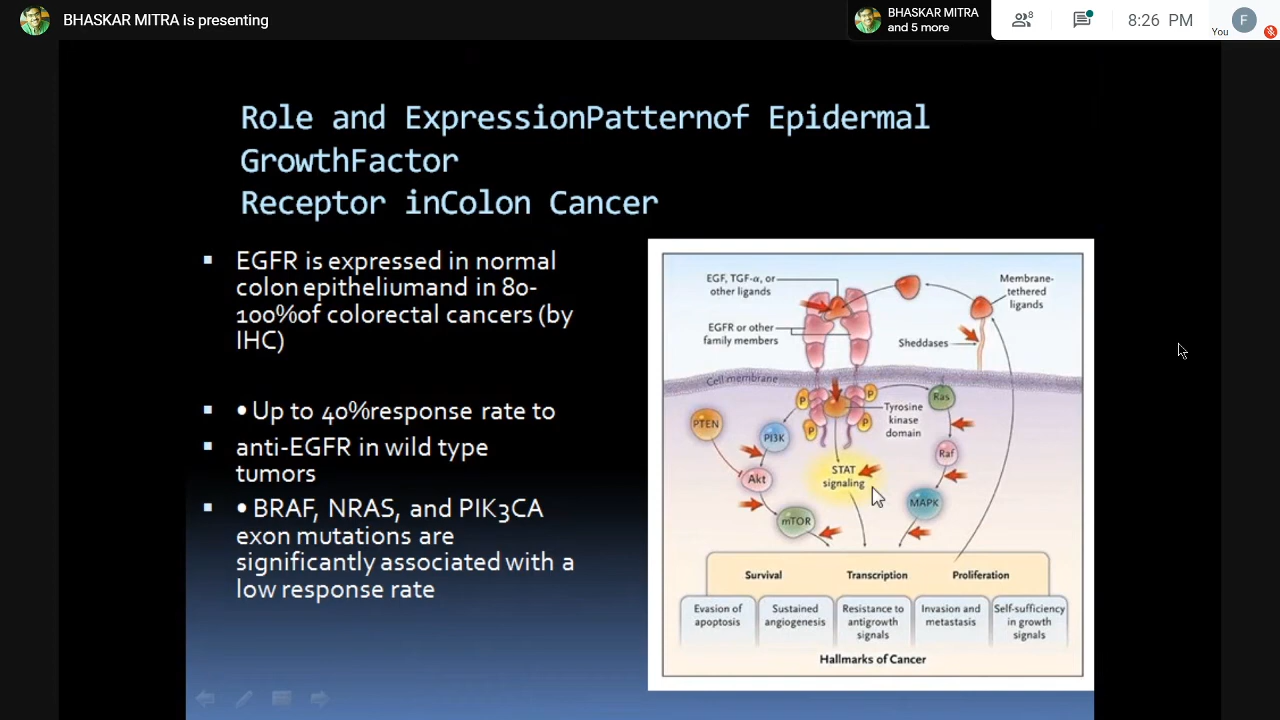 BHASKAR MITRA is presenting
BHASKAR MITRA
and 5 more
8
8:26 PM
You
F
Role and ExpressionPatternof Epidermal
GrowthFactor
Receptor inColon Cancer
▪ EGFR is expressed in normal
colon epitheliumand in 80-
100%of colorectal cancers (by
IHC)
▪ • Up to 40%response rate to
▪ anti-EGFR in wild type
tumors
▪ • BRAF, NRAS, and PIK3CA
exon mutations are
significantly associated with a
low response rate
EGF, TGF-α, or
other ligands
EGFR or other
family members
Membrane-
tethered
ligands
Sheddases
Cell membrane
P
P
P
P
Tyrosine
kinase
domain
Ras
PTEN
PI3K
Raf
Akt
STAT
signaling
MAPK
mTOR
Survival
Transcription
Proliferation
Evasion of
apoptosis
Sustained
angiogenesis
Resistance to
antigrowth
signals
Invasion and
metastasis
Self-sufficiency
in growth
signals
Hallmarks of Cancer